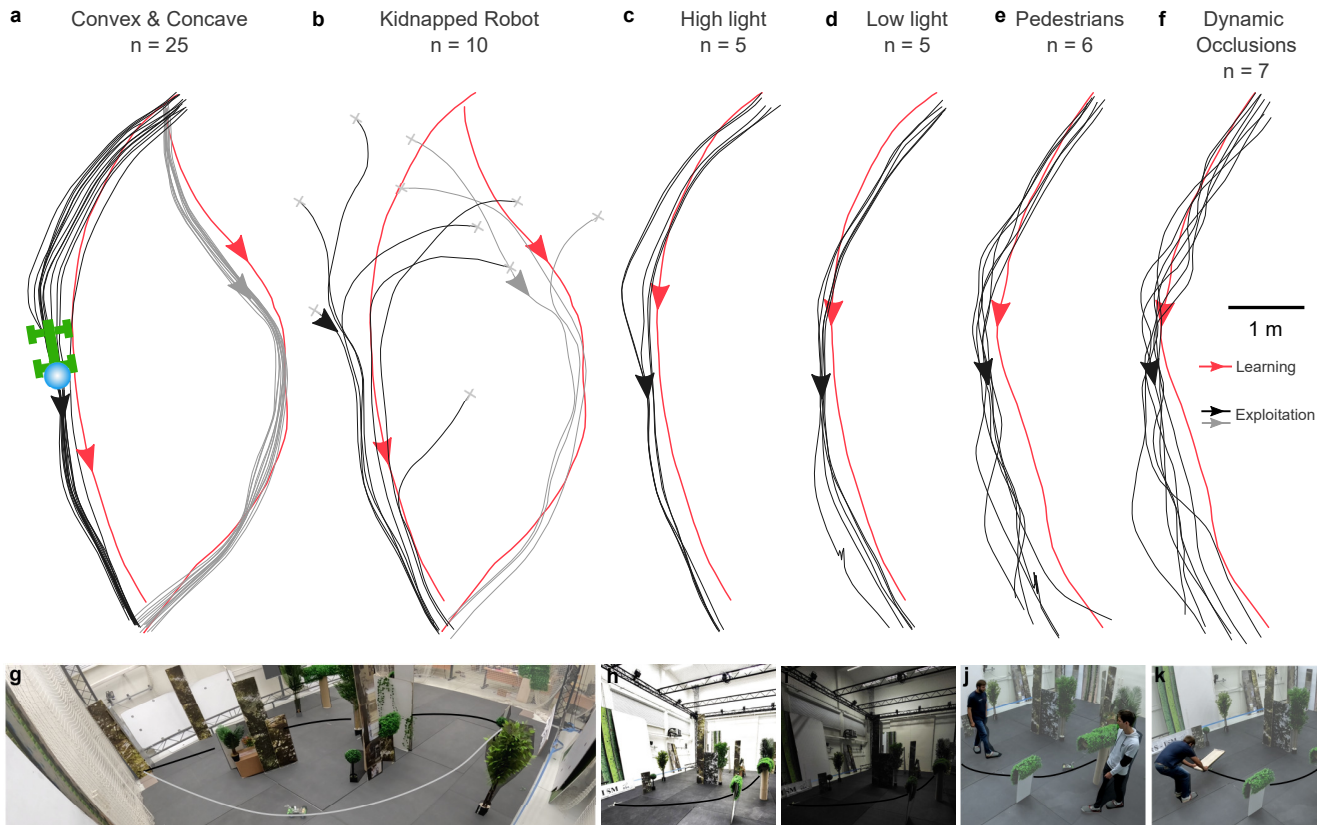 a
Convex & Concave
n = 25
b
Kidnapped Robot
n = 10
c
High light
n = 5
d
Low light
n = 5
e
Pedestrians
n = 6
f
Dynamic
Occlusions
n = 7
1 m
Learning
Exploitation
g
h
i
j
k